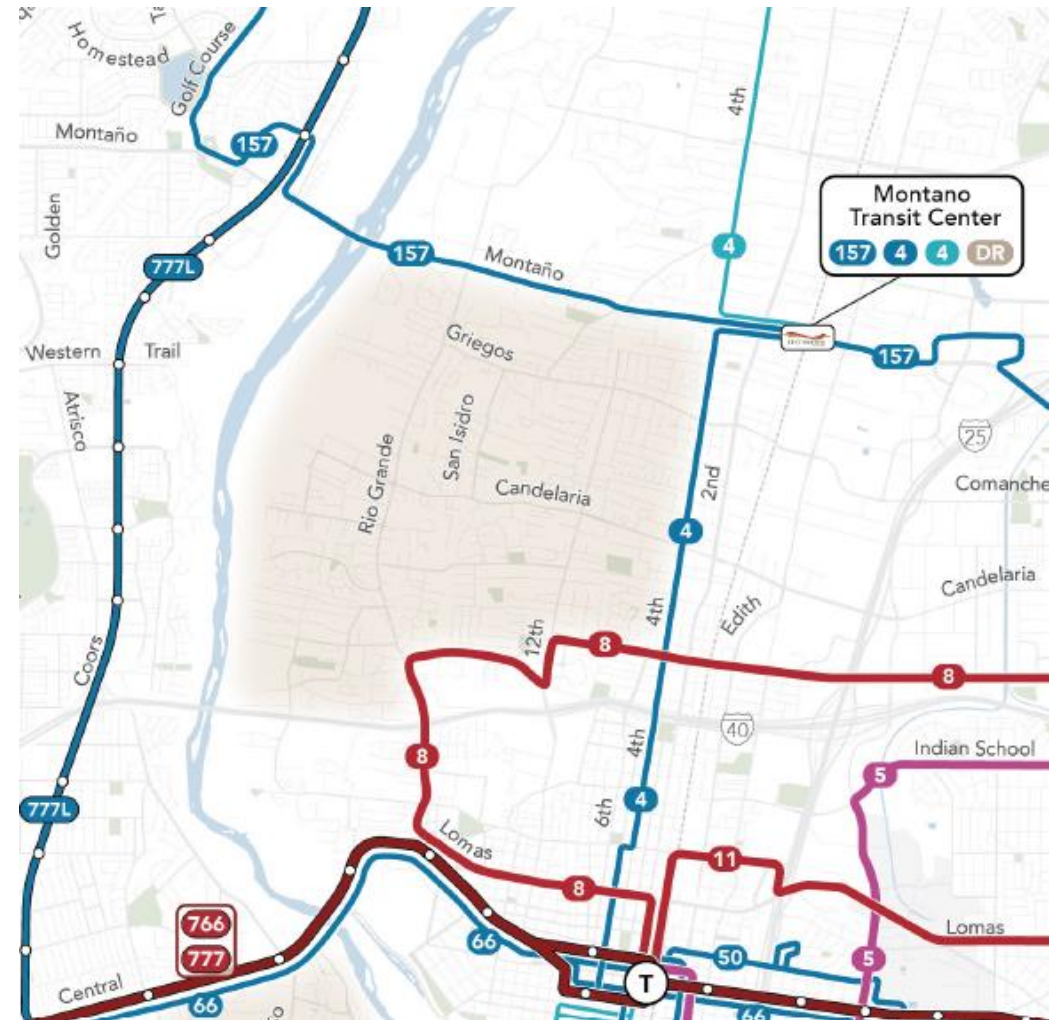 Homestead
Golf Course
Montaño
157
4th
Golden
Montano
Transit Center
157 4 4 DR
4
777L
157
Montaño
Griegos
157
Western Trail
Atrisco
San Isidro
Rio Grande
Candelaria
2nd
25
Comanche
4
Candelaria
Edith
4th
12th
8
8
Coors
40
4th
Indian School
8
5
777L
4
6th
Lomas
11
8
766
777
66
Lomas
50
5
Central
T
66
66